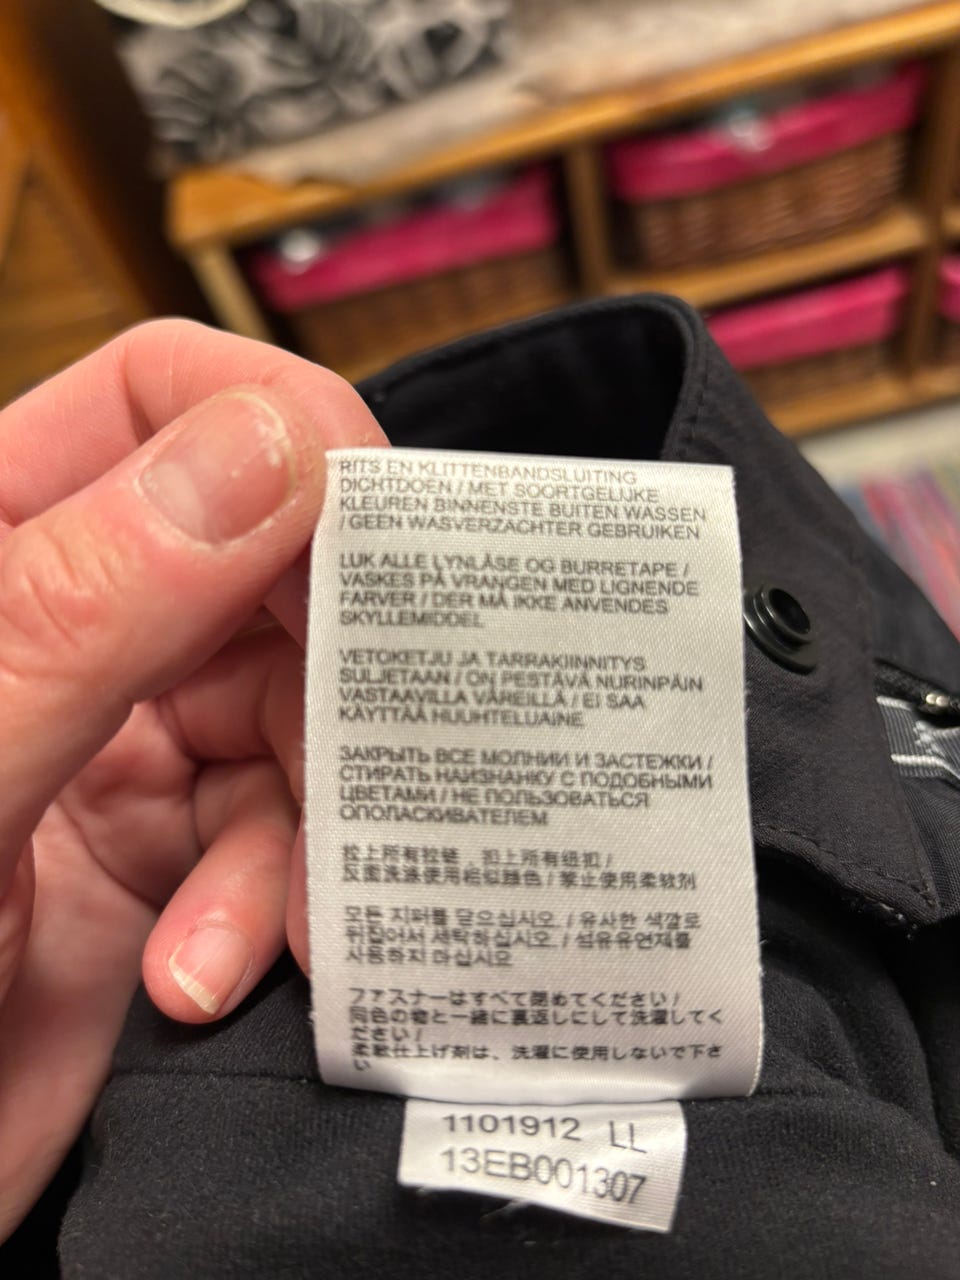 RITS EN KLITTENBANDSLUITING
DICHTDOEN / MET SOORTGELIJKE
KLEUREN BINNENSTE BUITEN WASSEN
/ GEEN WASVERZACHTER GEBRUIKEN
LUK ALLE LYNLÅSE OG BURRETAPE /
VASKES PÅ VRANGEN MED LIGNENDE
FARVER / DER MÅ IKKE ANVENDES
SKYLLEMIDDEL
VETOKETJU JA TARRAKIINNITYS
SULJETAAN / ON PESTÄVÄ NURINPÄIN
VASTAAVILLA VÄREILLÄ / EI SAA
KÄYTTÄÄ HUUHTELUAINE
ЗАКРЫТЬ ВСЕ МОЛНИИ И ЗАСТЕЖКИ /
СТИРАТЬ НАИЗНАНКУ С ПОДОБНЫМИ
ЦВЕТАМИ / НЕ ПОЛЬЗОВАТЬСЯ
ОПОЛАСКИВАТЕЛЕМ
拉上所有拉链 、扣上所有纽扣 /
反面洗涤使用相似颜色 / 禁止使用柔软剂
모든 지퍼를 닫으십시오. / 유사한 색깔로
뒤집어서 세탁하십시오. / 섬유유연제를
사용하지 마십시오
ファスナーはすべて閉めてください /
同色の物と一緒に裏返しにして洗濯してく
ださい /
柔軟仕上げ剤は、洗濯に使用しないで下さ
い
1101912 LL
13EB001307